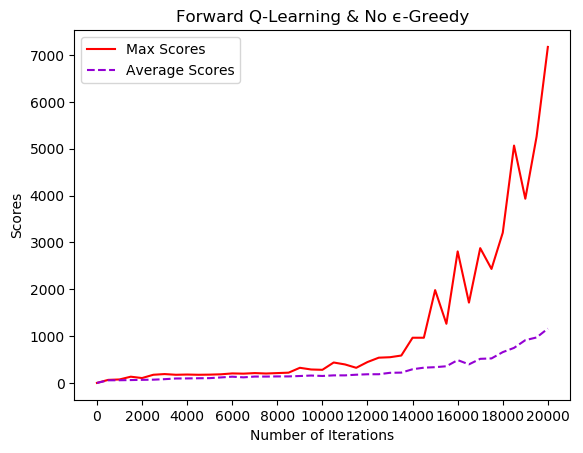 Forward Q-Learning & No ϵ-Greedy
Max Scores
Average Scores
7000
6000
5000
4000
3000
2000
1000
0
Scores
0 2000 4000 6000 8000 10000 12000 14000 16000 18000 20000
Number of Iterations